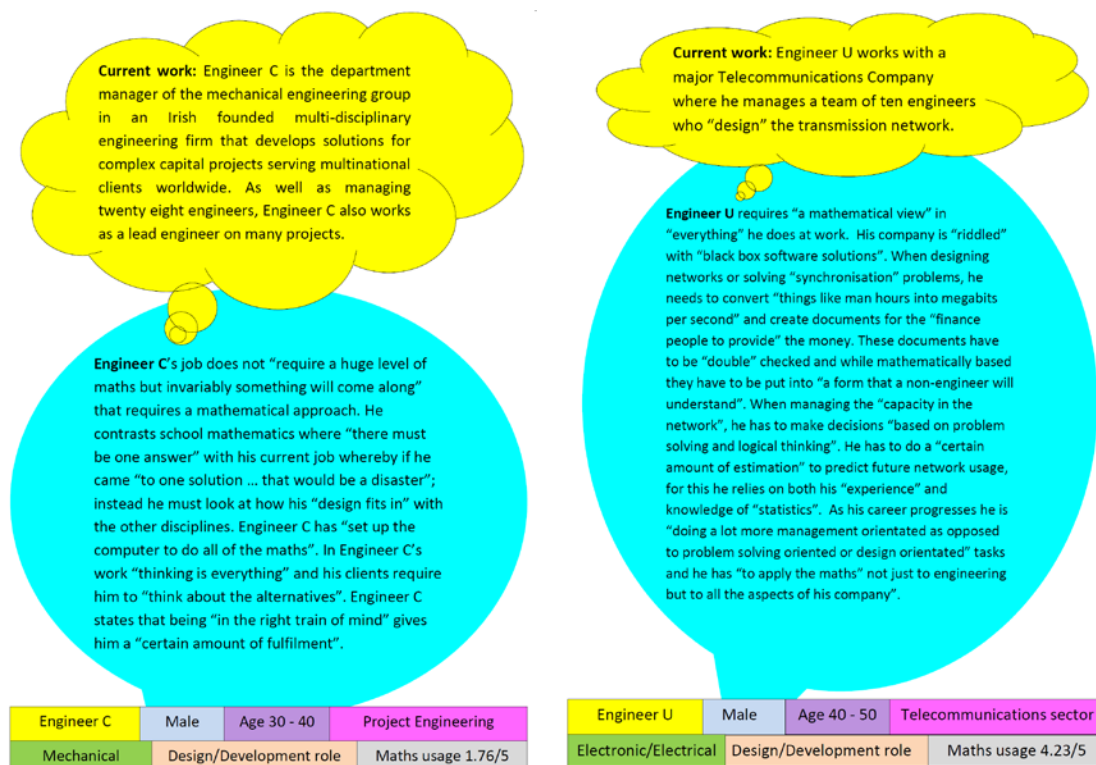 Current work: Engineer C is the department
manager of the mechanical engineering group
in an Irish founded multi-disciplinary
engineering firm that develops solutions for
complex capital projects serving multinational
clients worldwide. As well as managing
twenty eight engineers, Engineer C also works
as a lead engineer on many projects.
Engineer C's job does not “require a huge level of
maths but invariably something will come along”
that requires a mathematical approach. He
contrasts school mathematics where “there must
be one answer” with his current job whereby if he
came “to one solution … that would be a disaster”;
instead he must look at how his “design fits in” with
the other disciplines. Engineer C has “set up the
computer to do all of the maths”. In Engineer C’s
work “thinking is everything” and his clients require
him to “think about the alternatives”. Engineer C
states that being “in the right train of mind” gives
him a “certain amount of fulfilment”.
Engineer C Male Age 30 - 40 Project Engineering
Mechanical Design/Development role Maths usage 1.76/5
Current work: Engineer U works with a
major Telecommunications Company
where he manages a team of ten engineers
who “design” the transmission network.
Engineer U requires “a mathematical view” in
“everything” he does at work. His company is “riddled”
with “black box software solutions”. When designing
networks or solving “synchronisation” problems, he
needs to convert “things like man hours into megabits
per second” and create documents for the “finance
people to provide” the money. These documents have
to be “double” checked and while mathematically based
they have to be put into “a form that a non-engineer will
understand”. When managing the “capacity in the
network”, he has to make decisions “based on problem
solving and logical thinking”. He has to do a “certain
amount of estimation” to predict future network usage,
for this he relies on both his “experience” and
knowledge of “statistics”. As his career progresses he is
“doing a lot more management orientated as opposed
to problem solving oriented or design orientated” tasks
and he has “to apply the maths” not just to engineering
but to all the aspects of his company”.
Engineer U Male Age 40 - 50 Telecommunications sector
Electronic/Electrical Design/Development role Maths usage 4.23/5